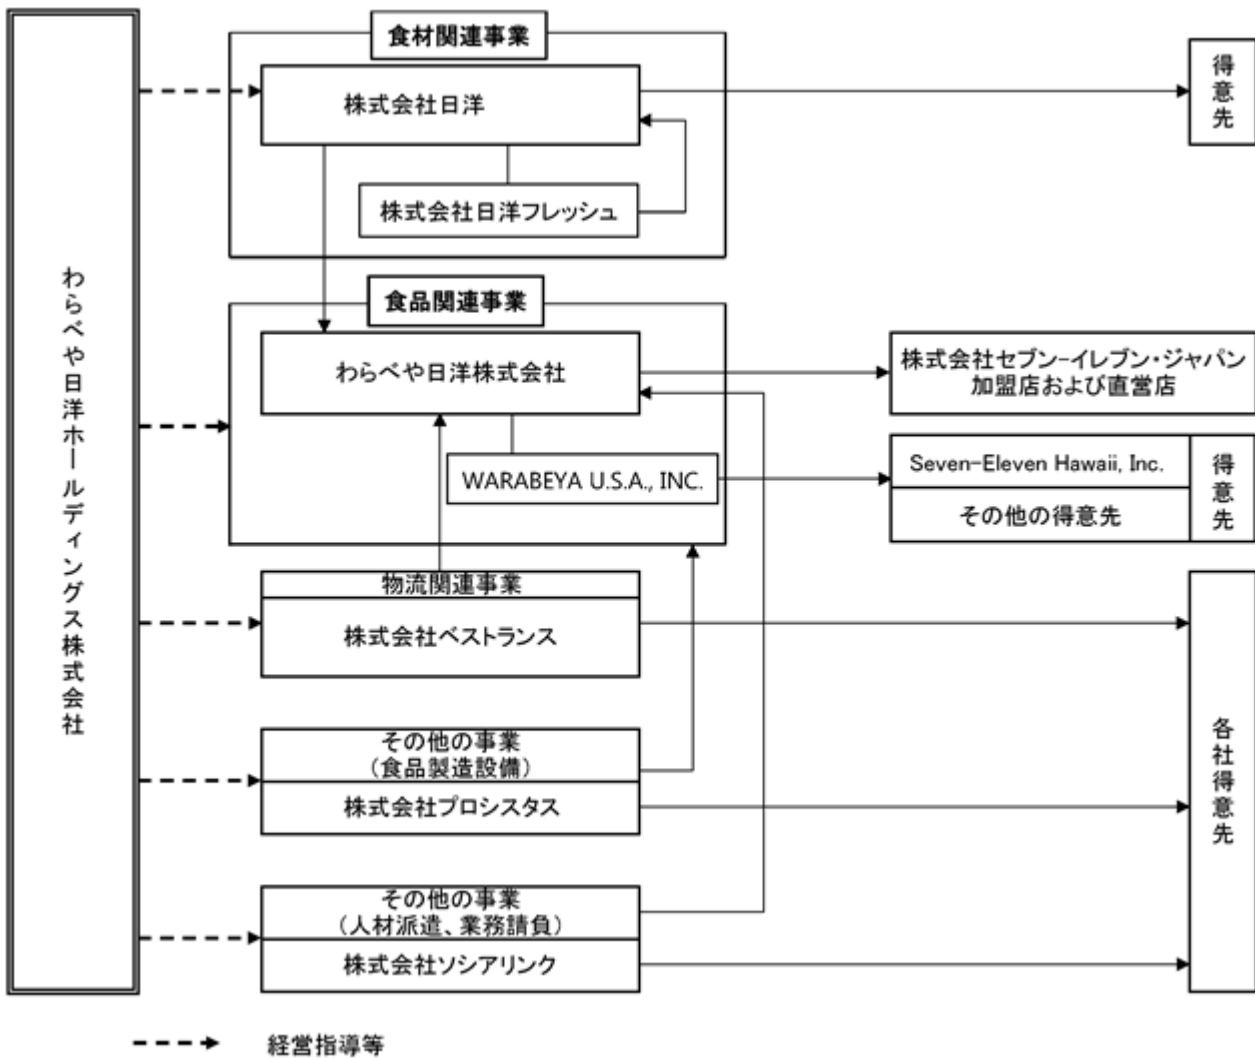 わらべや日洋ホールディングス株式会社
食材関連事業
株式会社日洋
株式会社日洋フレッシュ
得意先
食品関連事業
わらべや日洋株式会社
WARABEYA U.S.A., INC.
株式会社セブン-イレブン・ジャパン
加盟店および直営店
Seven-Eleven Hawaii, Inc.
その他の得意先
得意先
物流関連事業
株式会社ベストランス
その他の事業
(食品製造設備)
株式会社プロシスタス
その他の事業
(人材派遣、業務請負)
株式会社ソシアリンク
各社得意先
経営指導等